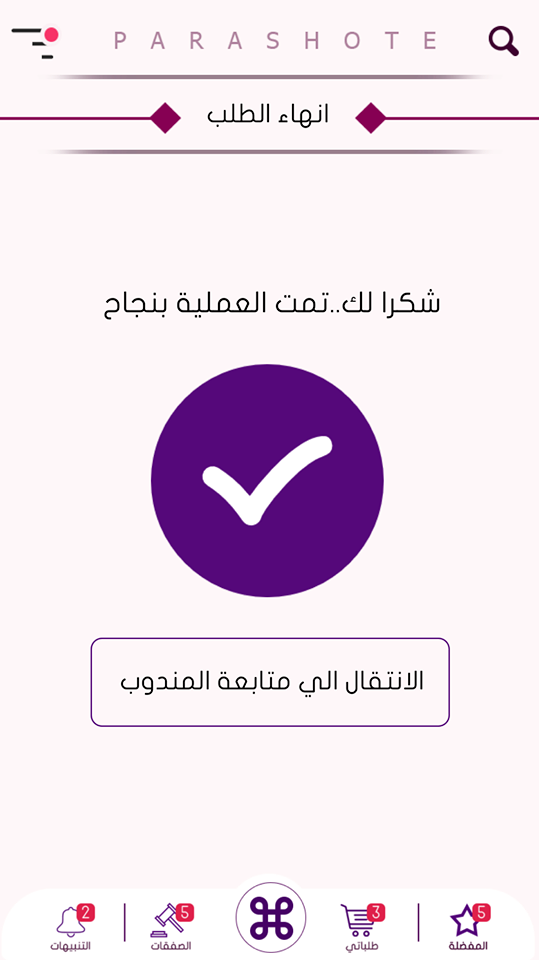 PARASHOTE
انهاء الطلب
شكرا لك..تمت العملية بنجاح
الانتقال الي متابعة المندوب
5
3
5
2
المفضلة
طلباتي
الصفقات
التنبيهات